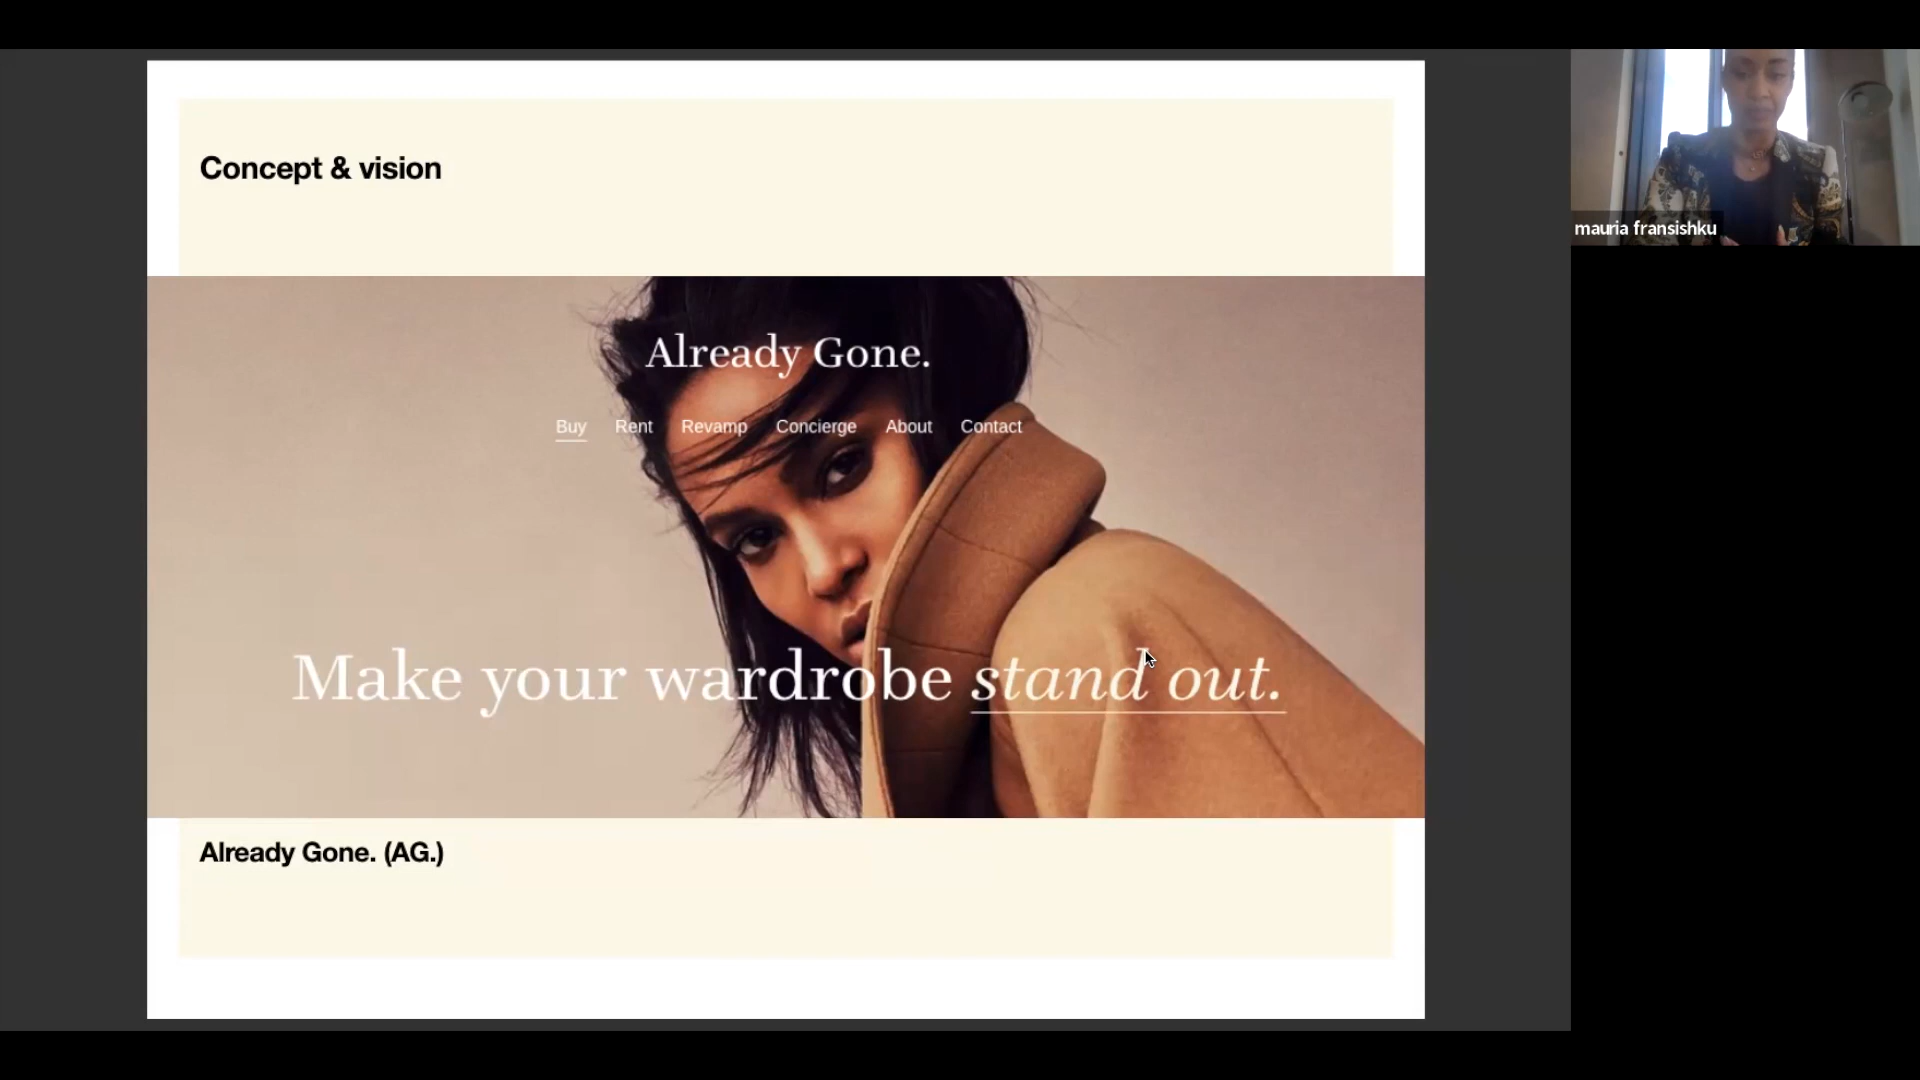 Concept & vision
Already Gone.
Buy Rent Revamp Concierge About Contact
Make your wardrobe stand out.
Already Gone. (AG.)
mauria fransishku